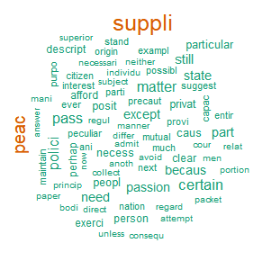 suppli
superior stand
descript origin exampl particular
necessari neither still
purpo citizen individu possibl state
interest subject matter suggest
mani afford parti
ever posit precaut privat capac
answer pass regul except provi entir
peac peculiar manner caus part
polici perhap ani differ mutual relat
necess admit much cour
maintain now anoth avoid clear men
peopl next becaus portion
princip collect passion certain
paper need packet
bodi direct nation regard
exerci person attempt
unless consequ